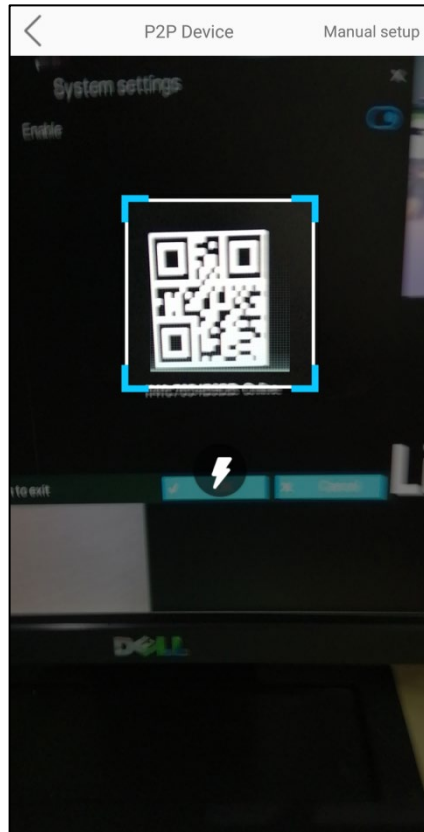 P2P Device
Manual setup
System settings
Enable
to exit
Cancel
DELL